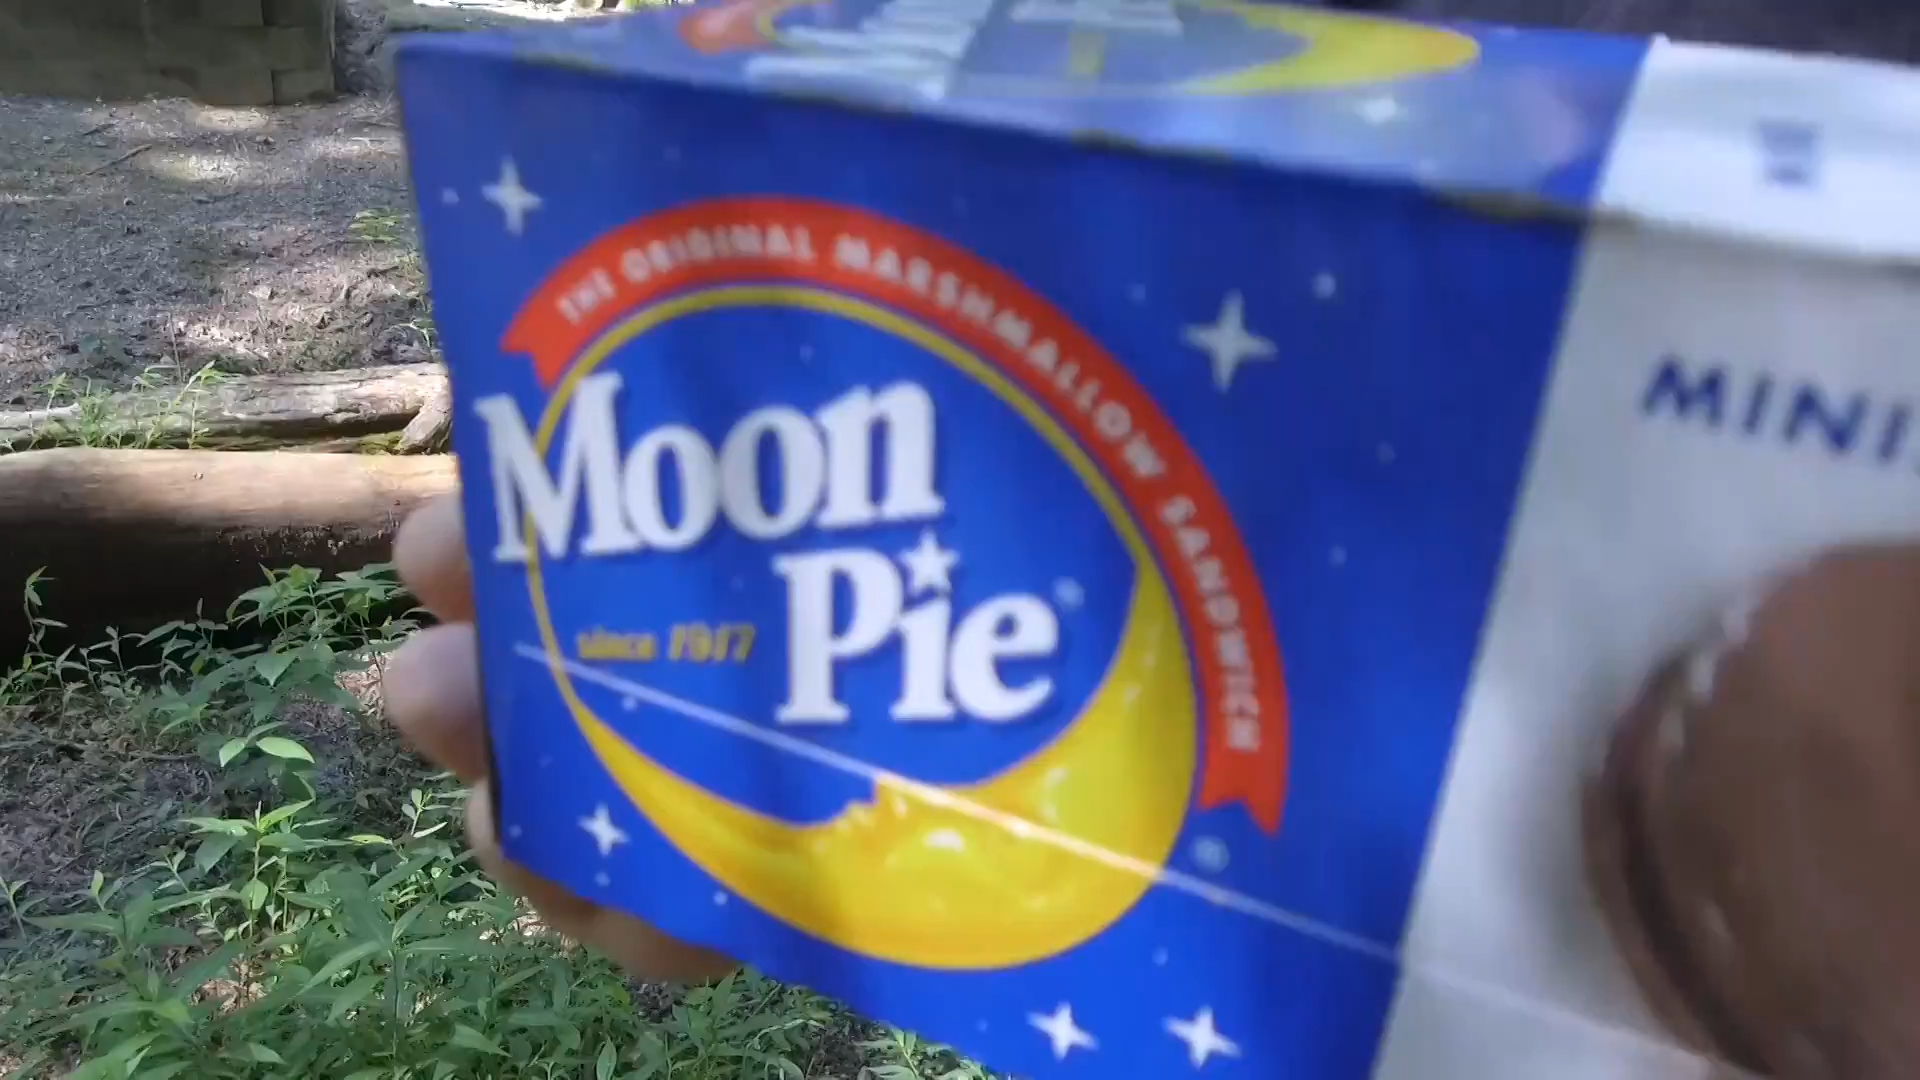 THE ORIGINAL MARSHMALLOW SANDWICH
Moon
Pie
since 1917
MINI